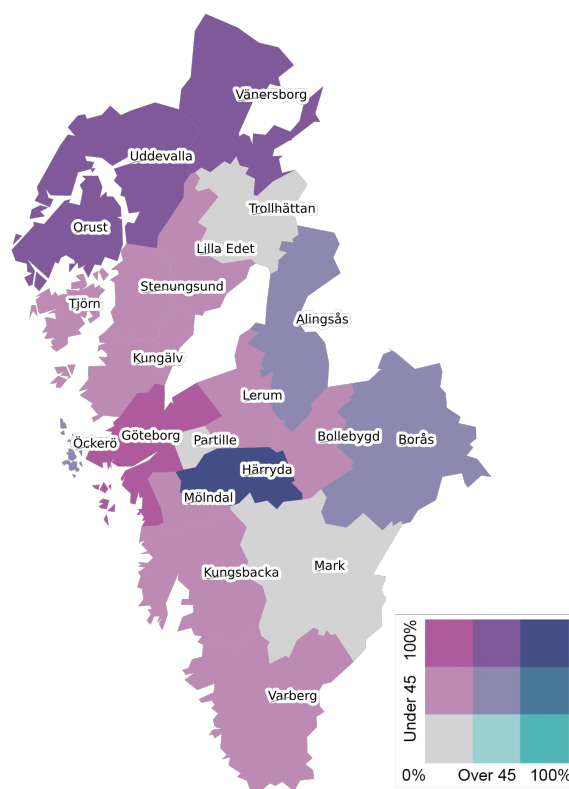 Vänersborg
Uddevalla
Trollhättan
Orust
Lilla Edet
Stenungsund
Tjörn
Alingsås
Kungälv
Lerum
Göteborg
Partille
Bollebygd
Borås
Öckerö
Härryda
Mölndal
Kungsbacka
Mark
Varberg
100%
Under 45
0%
Over 45
100%